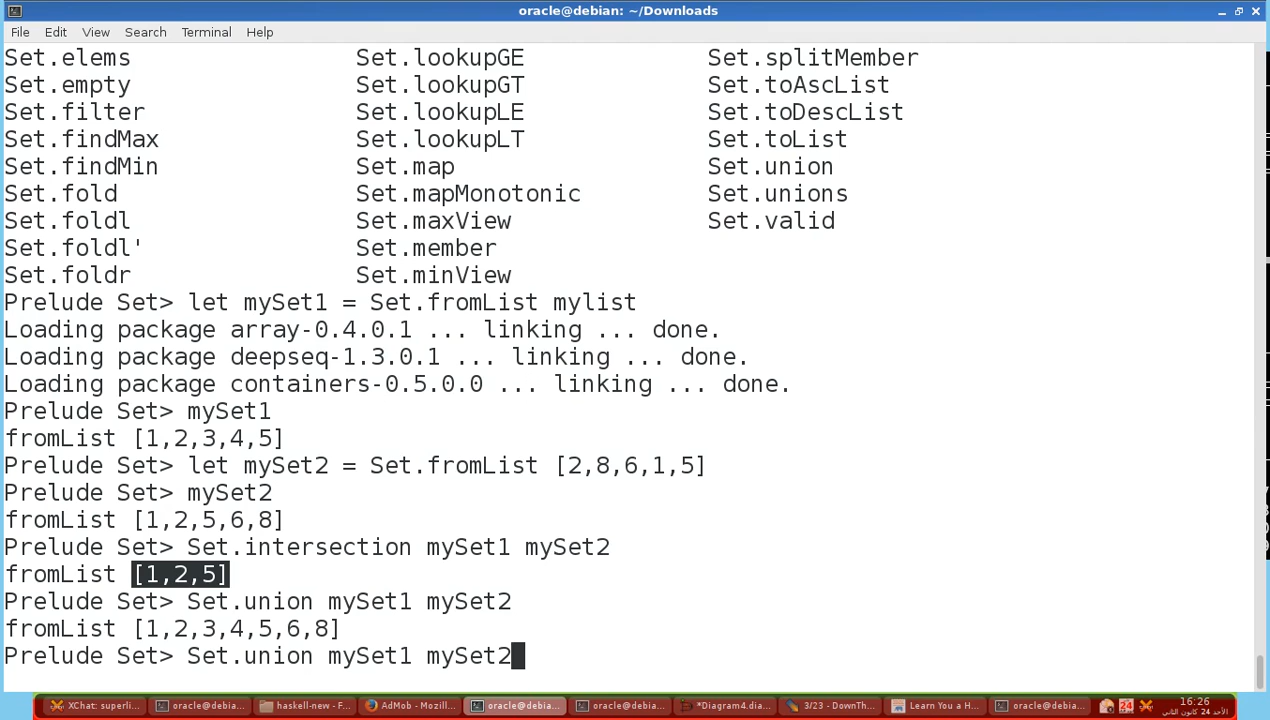 oracle@debian: ~/Downloads
File Edit View Search Terminal Help
Set.elems Set.lookupGE Set.splitMember
Set.empty Set.lookupGT Set.toAscList
Set.filter Set.lookupLE Set.toDescList
Set.findMax Set.lookupLT Set.toList
Set.findMin Set.map Set.union
Set.fold Set.mapMonotonic Set.unions
Set.foldl Set.maxView Set.valid
Set.foldl' Set.member
Set.foldr Set.minView
Prelude Set> let mySet1 = Set.fromList mylist
Loading package array-0.4.0.1 ... linking ... done.
Loading package deepseq-1.3.0.1 ... linking ... done.
Loading package containers-0.5.0.0 ... linking ... done.
Prelude Set> mySet1
fromList [1,2,3,4,5]
Prelude Set> let mySet2 = Set.fromList [2,8,6,1,5]
Prelude Set> mySet2
fromList [1,2,5,6,8]
Prelude Set> Set.intersection mySet1 mySet2
fromList [1,2,5]
Prelude Set> Set.union mySet1 mySet2
fromList [1,2,3,4,5,6,8]
Prelude Set> Set.union mySet1 mySet2
XChat: superli... oracle@debia... haskell-new - F... AdMob - Mozill... oracle@debia... oracle@debia... *Diagram4.dia... 3/23 - DownTh... Learn You a H... oracle@debia... 24 16:26
الأحد 24 كانون الثاني